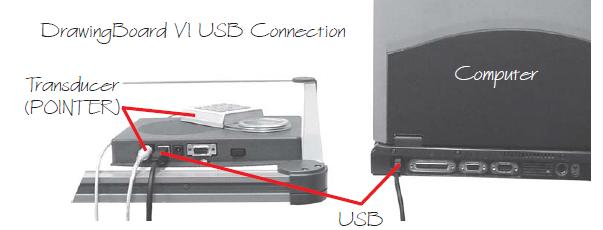 DrawingBoard VI USB Connection
Transducer
(POINTER)
Computer
USB